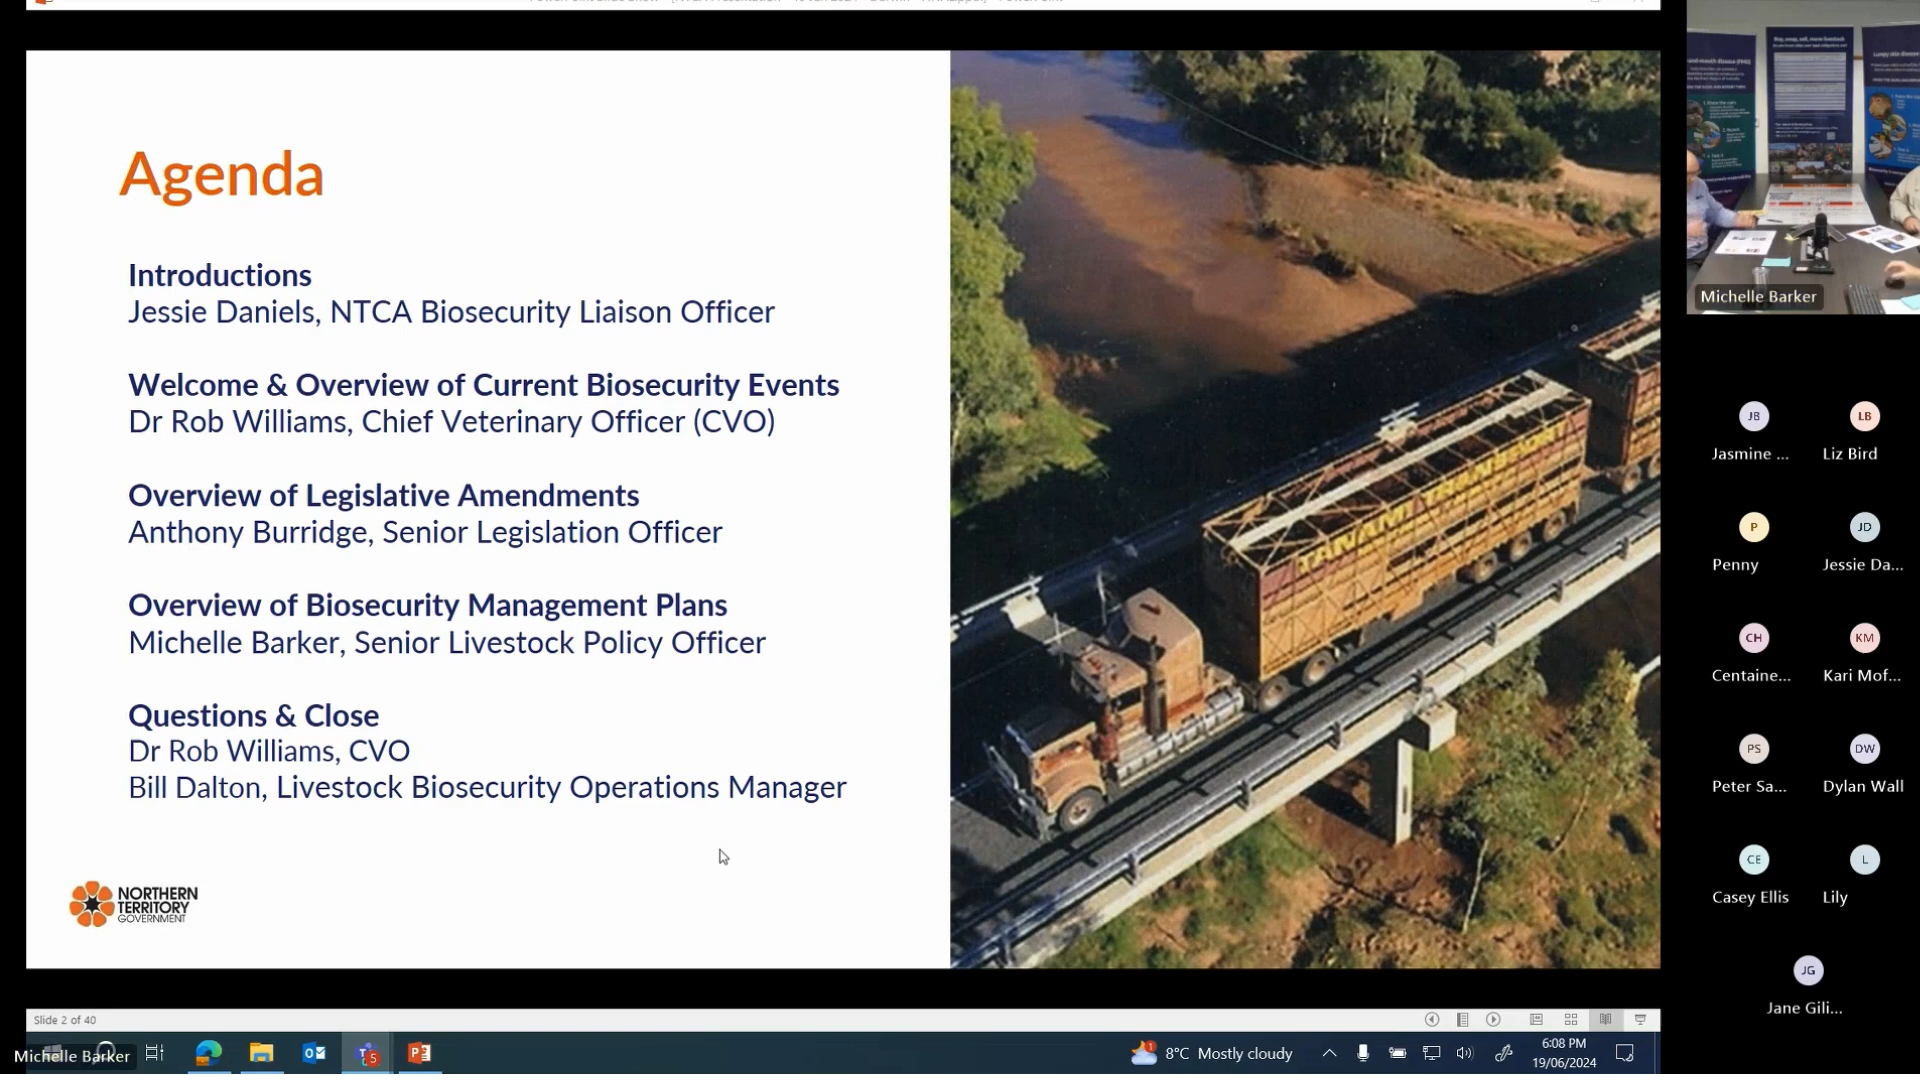 Agenda
Introductions
Jessie Daniels, NTCA Biosecurity Liaison Officer
Welcome & Overview of Current Biosecurity Events
Dr Rob Williams, Chief Veterinary Officer (CVO)
Overview of Legislative Amendments
Anthony Burridge, Senior Legislation Officer
Overview of Biosecurity Management Plans
Michelle Barker, Senior Livestock Policy Officer
Questions & Close
Dr Rob Williams, CVO
Bill Dalton, Livestock Biosecurity Operations Manager
NORTHERN
TERRITORY
GOVERNMENT
TANAMI TRANSPORT
Michelle Barker
JB
LB
Jasmine ...
Liz Bird
P
JD
Penny
Jessie Da...
CH
KM
Centaine...
Kari Mof...
PS
DW
Peter Sa...
Dylan Wall
CE
L
Casey Ellis
Lily
JG
Jane Gili...
Slide 2 of 40
Michelle Barker
5
1
8°C Mostly cloudy
6:08 PM
19/06/2024